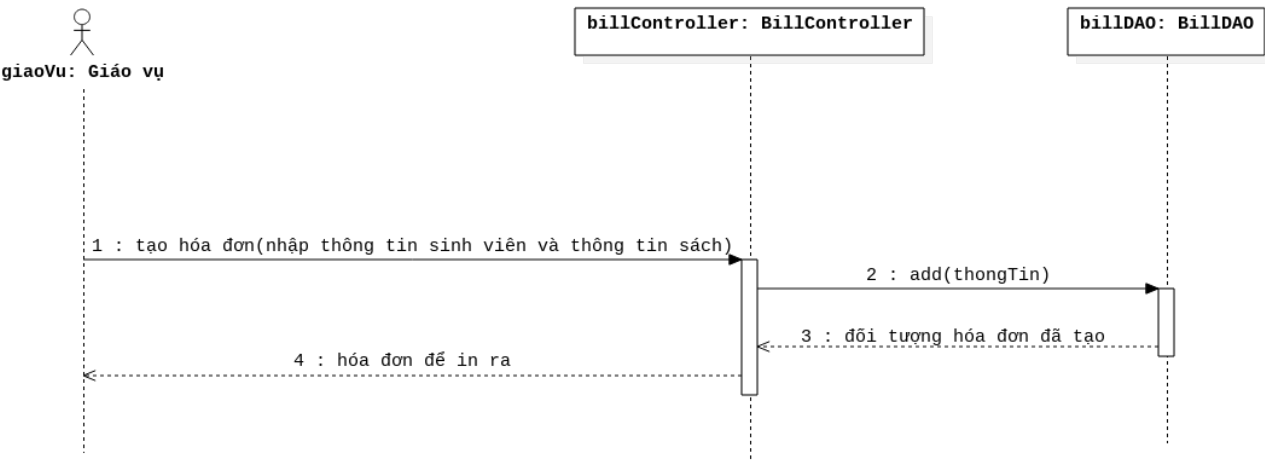 billController: BillController
billDAO: BillDAO
giaoVu: Giáo vụ
1 : tạo hóa đơn(nhập thông tin sinh viên và thông tin sách)
2 : add(thongTin)
3 : đối tượng hóa đơn đã tạo
4 : hóa đơn để in ra